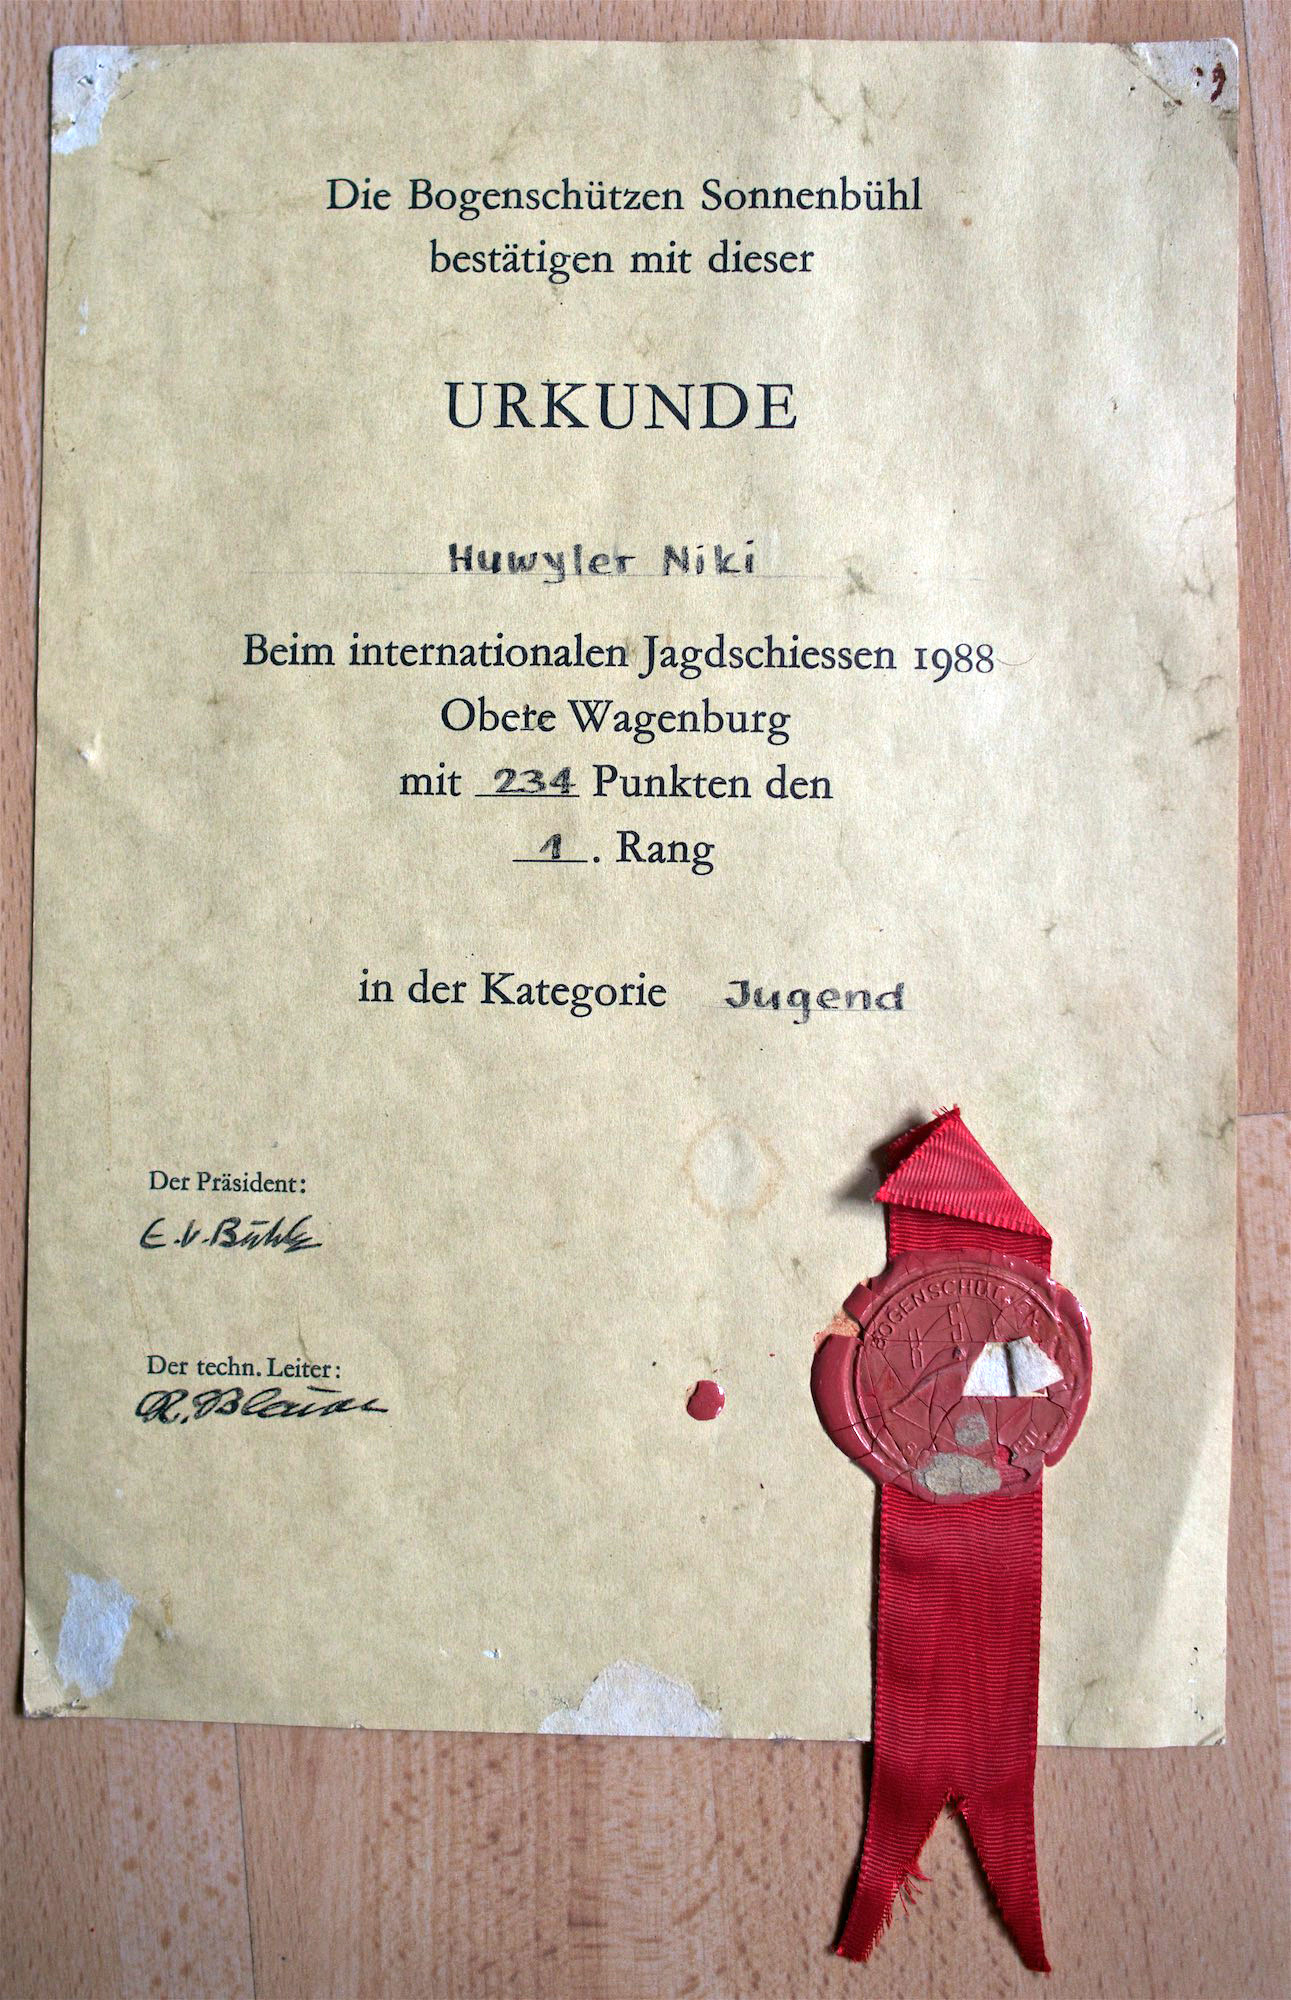 Die Bogenschützen Sonnenbühl
bestätigen mit dieser
URKUNDE
Huwyler Niki
Beim internationalen Jagdschiessen 1988
Obere Wagenburg
mit 234 Punkten den
1. Rang
in der Kategorie Jugend
Der Präsident:
E.v.Bühler
Der techn. Leiter: